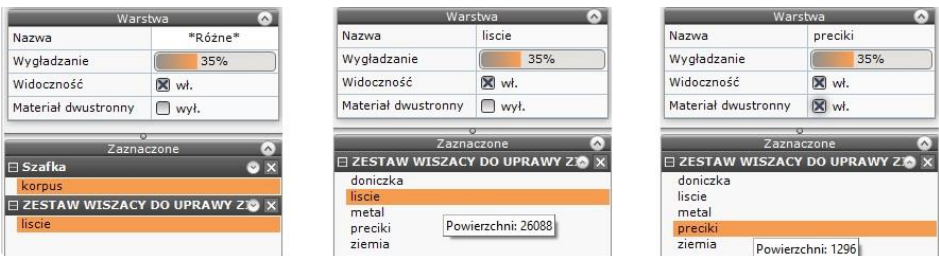 Warstwa
Nazwa *Różne*
Wygładzanie 35%
Widoczność wł.
Materiał dwustronny wył.
Zaznaczone
Szafka
korpus
ZESTAW WISZACY DO UPRAWY
liscie
Warstwa
Nazwa liscie
Wygładzanie 35%
Widoczność wł.
Materiał dwustronny wył.
Zaznaczone
ZESTAW WISZACY DO UPRAWY
doniczka
liscie
metal
preciki
Powierzchni: 26088
ziemia
Warstwa
Nazwa preciki
Wygładzanie 35%
Widoczność wł.
Materiał dwustronny wł.
Zaznaczone
ZESTAW WISZACY DO UPRAWY
doniczka
liscie
metal
preciki
ziemia
Powierzchni: 1296